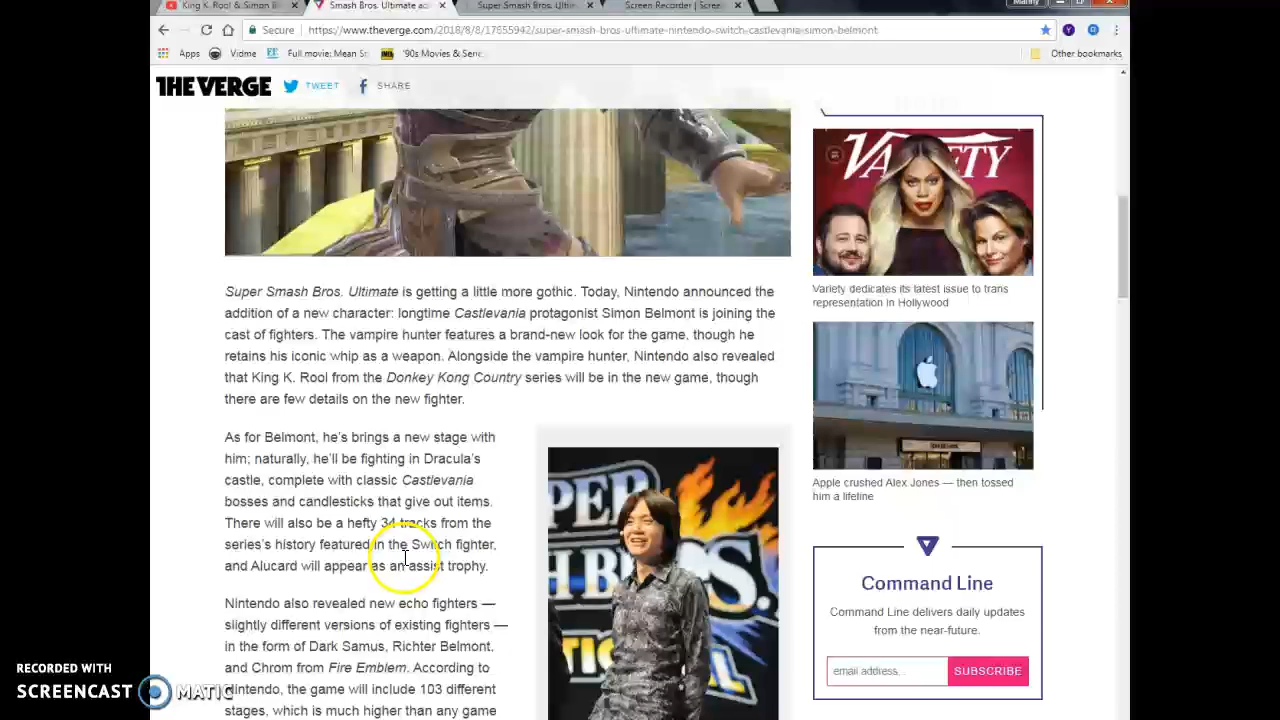 King K. Rool & Simon B
Smash Bros. Ultimate ac
Super Smash Bros. Ultim
Screen Recorder | Scree
Manny
Secure
https://www.theverge.com/2018/8/8/17655942/super-smash-bros-ultimate-nintendo-switch-castlevania-simon-belmont
Apps
Vidme
Full movie: Mean Sr
'90s Movies & Serie
Other bookmarks
THE VERGE
TWEET
SHARE
VARIETY
Variety dedicates its latest issue to trans
representation in Hollywood
Super Smash Bros. Ultimate is getting a little more gothic. Today, Nintendo announced the
addition of a new character: longtime Castlevania protagonist Simon Belmont is joining the
cast of fighters. The vampire hunter features a brand-new look for the game, though he
retains his iconic whip as a weapon. Alongside the vampire hunter, Nintendo also revealed
that King K. Rool from the Donkey Kong Country series will be in the new game, though
there are few details on the new fighter.
As for Belmont, he's brings a new stage with
him; naturally, he'll be fighting in Dracula's
castle, complete with classic Castlevania
bosses and candlesticks that give out items.
There will also be a hefty 34 tracks from the
series's history featured in the Switch fighter,
and Alucard will appear as an assist trophy.
Nintendo also revealed new echo fighters —
slightly different versions of existing fighters —
in the form of Dark Samus, Richter Belmont,
and Chrom from Fire Emblem. According to
Nintendo, the game will include 103 different
stages, which is much higher than any game
Apple crushed Alex Jones — then tossed
him a lifeline
Command Line
Command Line delivers daily updates
from the near-future.
email address...
SUBSCRIBE
RECORDED WITH
SCREENCAST MATIC